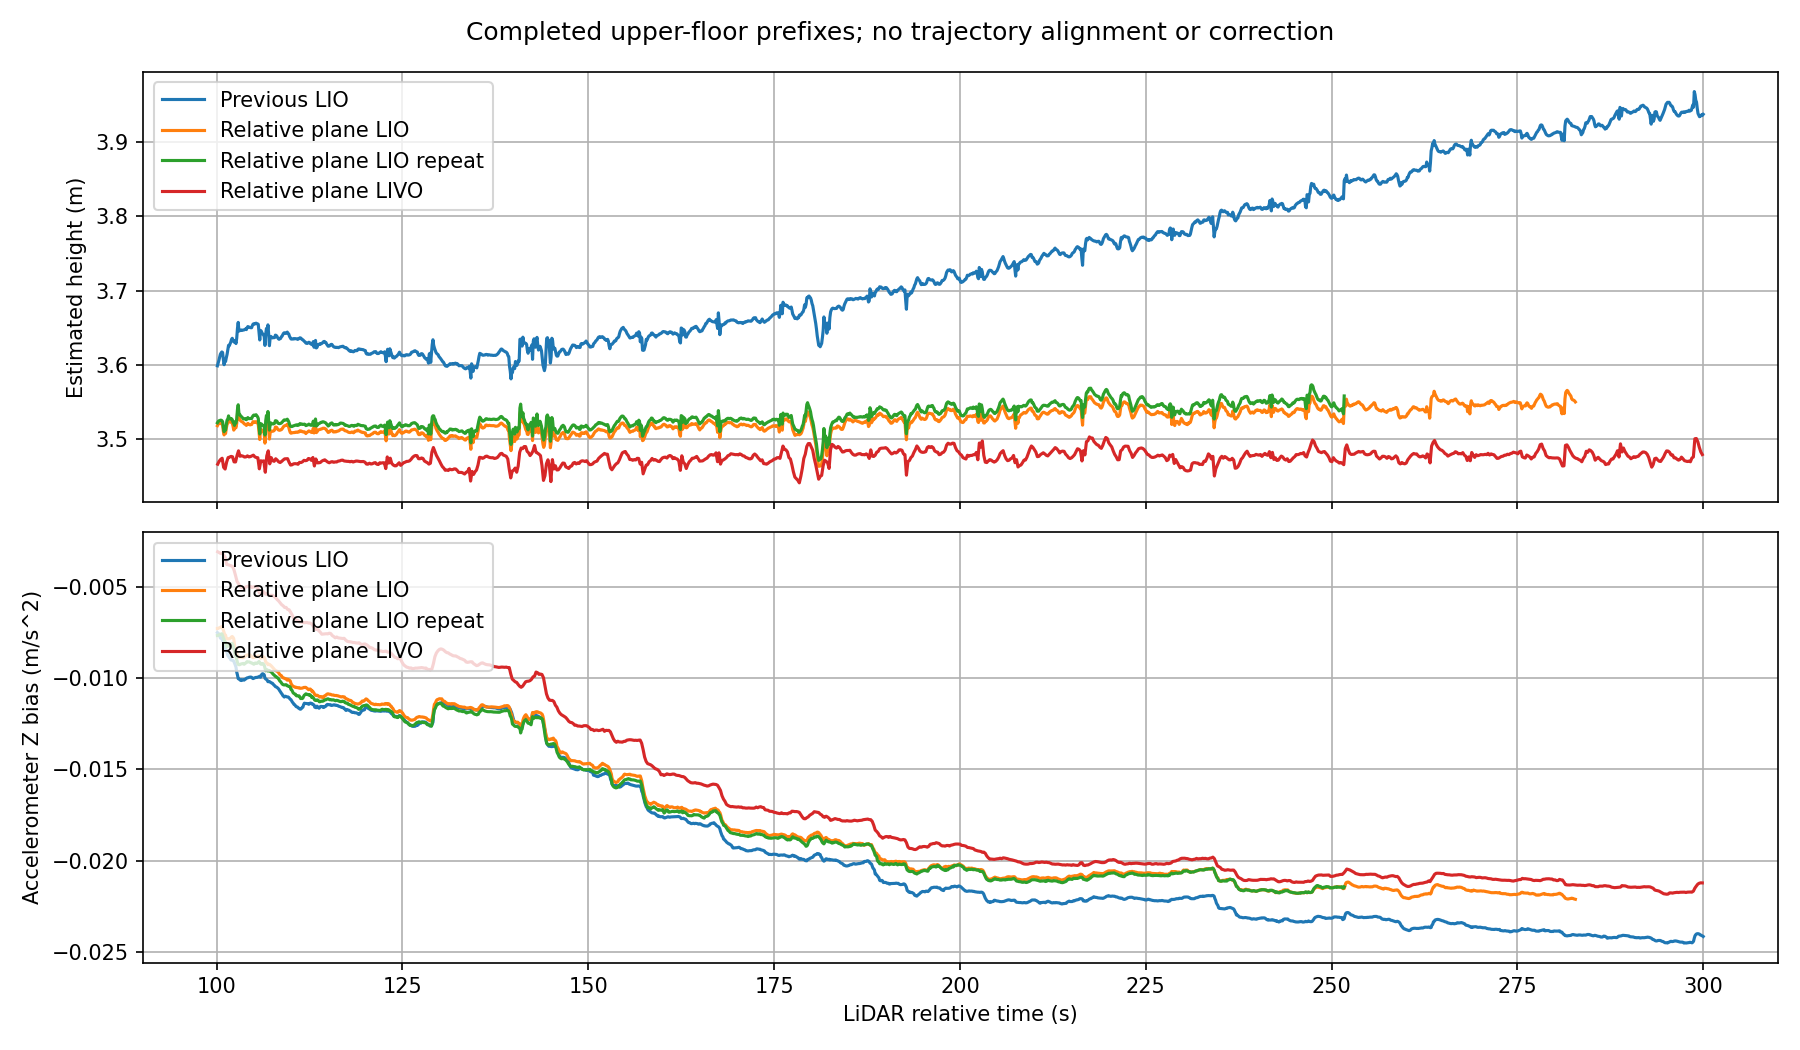 Completed upper-floor prefixes; no trajectory alignment or correction
Estimated height (m)
3.9
3.8
3.7
3.6
3.5
Previous LIO
Relative plane LIO
Relative plane LIO repeat
Relative plane LIVO
Accelerometer Z bias (m/s^2)
−0.005
−0.010
−0.015
−0.020
−0.025
Previous LIO
Relative plane LIO
Relative plane LIO repeat
Relative plane LIVO
100 125 150 175 200 225 250 275 300
LiDAR relative time (s)